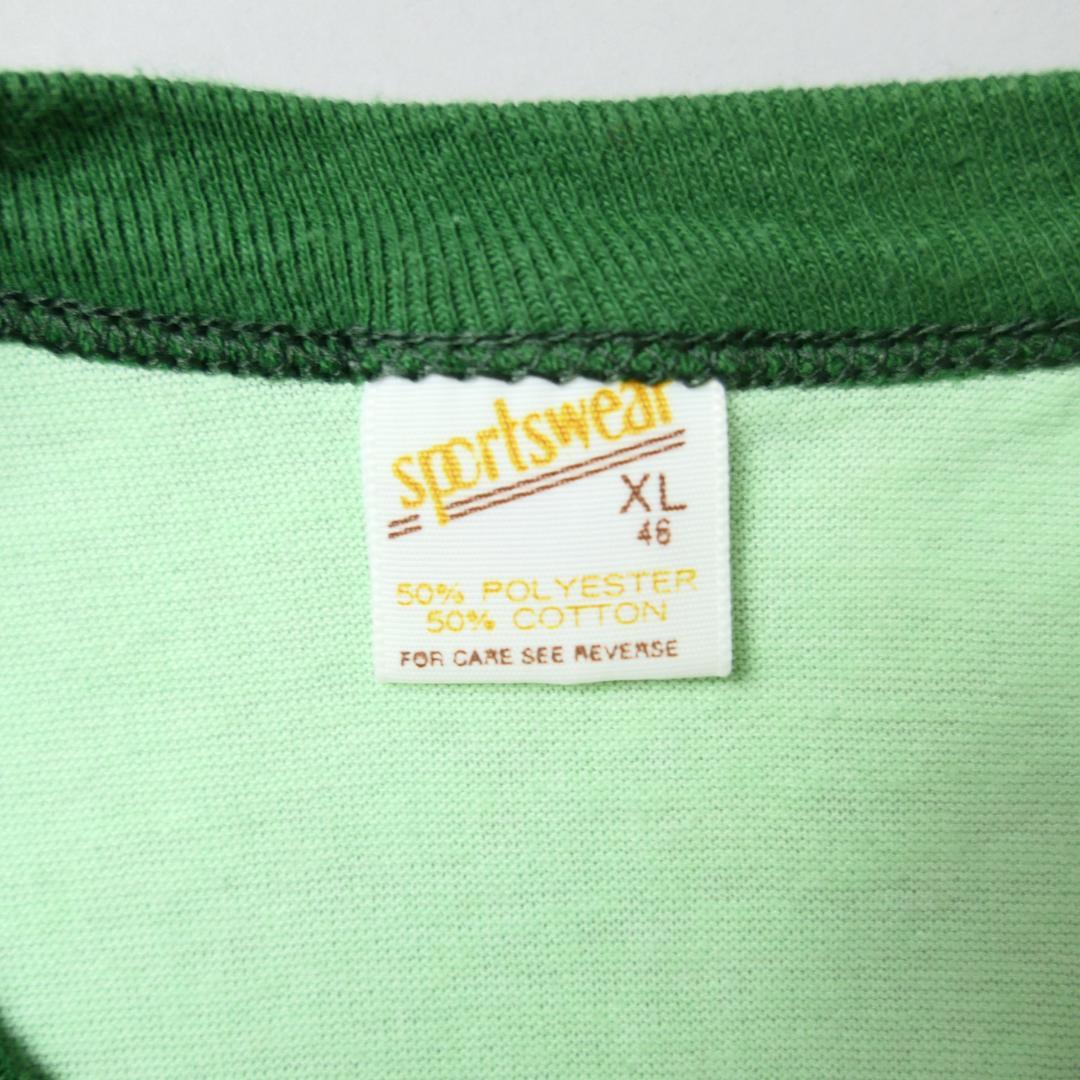 sportswear
XL
46
50% POLYESTER
50% COTTON
FOR CARE SEE REVERSE